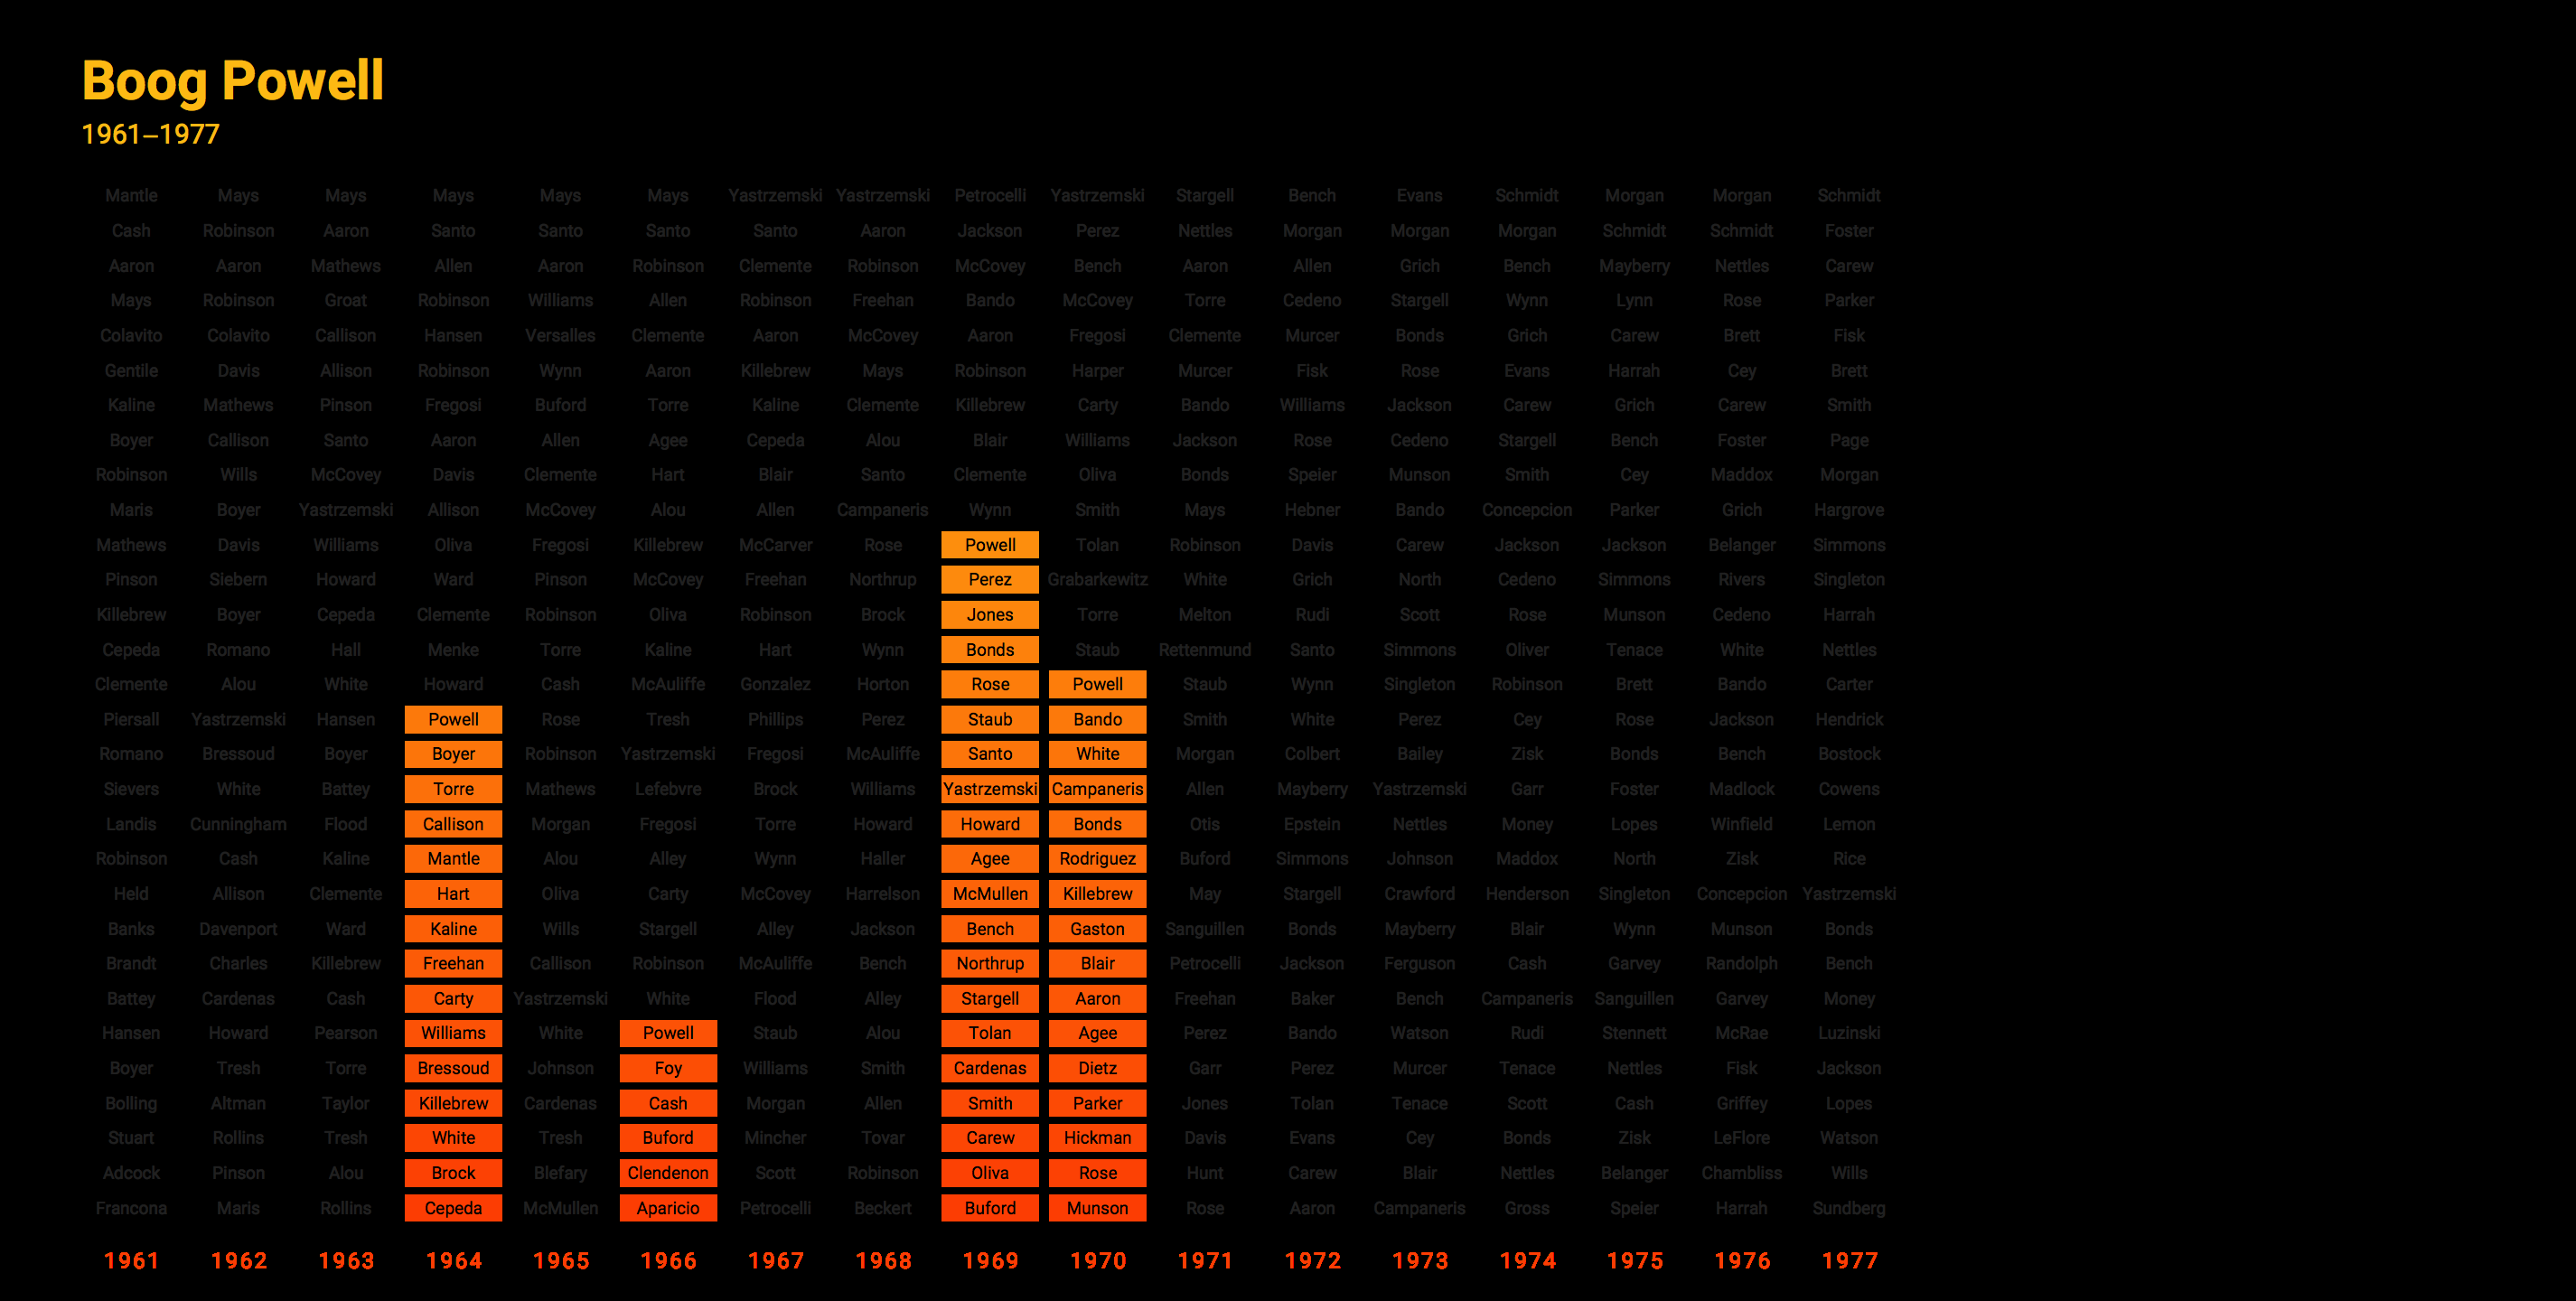 Boog Powell
1961–1977
Mantle Mays Mays Mays Mays Mays Yastrzemski Yastrzemski Petrocelli Yastrzemski Stargell Bench Evans Schmidt Morgan Morgan Schmidt
Cash Robinson Aaron Santo Santo Santo Santo Aaron Jackson Perez Nettles Morgan Morgan Morgan Schmidt Schmidt Foster
Aaron Aaron Mathews Allen Aaron Robinson Clemente Robinson McCovey Bench Aaron Allen Grich Bench Mayberry Nettles Carew
Mays Robinson Groat Robinson Williams Allen Robinson Freehan Bando McCovey Torre Cedeno Stargell Wynn Lynn Rose Parker
Colavito Colavito Callison Hansen Versalles Clemente Aaron McCovey Aaron Fregosi Clemente Murcer Bonds Grich Carew Brett Fisk
Gentile Davis Allison Robinson Wynn Aaron Killebrew Mays Robinson Harper Murcer Fisk Rose Evans Harrah Cey Brett
Kaline Mathews Pinson Fregosi Buford Torre Kaline Clemente Killebrew Carty Bando Williams Jackson Carew Grich Carew Smith
Boyer Callison Santo Aaron Allen Agee Cepeda Alou Blair Williams Jackson Rose Cedeno Stargell Bench Foster Page
Robinson Wills McCovey Davis Clemente Hart Blair Santo Clemente Oliva Bonds Speier Munson Smith Cey Maddox Morgan
Maris Boyer Yastrzemski Allison McCovey Alou Allen Campaneris Wynn Smith Mays Hebner Bando Concepcion Parker Grich Hargrove
Mathews Davis Williams Oliva Fregosi Killebrew McCarver Rose Powell Tolan Robinson Davis Carew Jackson Jackson Belanger Simmons
Pinson Siebern Howard Ward Pinson McCovey Freehan Northrup Perez Grabarkewitz White Grich North Cedeno Simmons Rivers Singleton
Killebrew Boyer Cepeda Clemente Robinson Oliva Robinson Brock Jones Torre Melton Rudi Scott Rose Munson Cedeno Harrah
Cepeda Romano Hall Menke Torre Kaline Hart Wynn Bonds Staub Rettenmund Santo Simmons Oliver Tenace White Nettles
Clemente Alou White Howard Cash McAuliffe Gonzalez Horton Rose Powell Staub Wynn Singleton Robinson Brett Bando Carter
Piersall Yastrzemski Hansen Powell Rose Tresh Phillips Perez Staub Bando Smith White Perez Cey Rose Jackson Hendrick
Romano Bressoud Boyer Boyer Robinson Yastrzemski Fregosi McAuliffe Santo White Morgan Colbert Bailey Zisk Bonds Bench Bostock
Sievers White Battey Torre Mathews Lefebvre Brock Williams Yastrzemski Campaneris Allen Mayberry Yastrzemski Garr Foster Madlock Cowens
Landis Cunningham Flood Callison Morgan Fregosi Torre Howard Howard Bonds Otis Epstein Nettles Money Lopes Winfield Lemon
Robinson Cash Kaline Mantle Alou Alley Wynn Haller Agee Rodriguez Buford Simmons Johnson Maddox North Zisk Rice
Held Allison Clemente Hart Oliva Carty McCovey Harrelson McMullen Killebrew May Stargell Crawford Henderson Singleton Concepcion Yastrzemski
Banks Davenport Ward Kaline Wills Stargell Alley Jackson Bench Gaston Sanguillen Bonds Mayberry Blair Wynn Munson Bonds
Brandt Charles Killebrew Freehan Callison Robinson McAuliffe Bench Northrup Blair Petrocelli Jackson Ferguson Cash Garvey Randolph Bench
Battey Cardenas Cash Carty Yastrzemski White Flood Alley Stargell Aaron Freehan Baker Bench Campaneris Sanguillen Garvey Money
Hansen Howard Pearson Williams White Powell Staub Alou Tolan Agee Perez Bando Watson Rudi Stennett McRae Luzinski
Boyer Tresh Torre Bressoud Johnson Foy Williams Smith Cardenas Dietz Garr Perez Murcer Tenace Nettles Fisk Jackson
Bolling Altman Taylor Killebrew Cardenas Cash Morgan Allen Smith Parker Jones Tolan Tenace Scott Cash Griffey Lopes
Stuart Rollins Tresh White Tresh Buford Mincher Tovar Carew Hickman Davis Evans Cey Bonds Zisk LeFlore Watson
Adcock Pinson Alou Brock Blefary Clendenon Scott Robinson Oliva Rose Hunt Carew Blair Nettles Belanger Chambliss Wills
Francona Maris Rollins Cepeda McMullen Aparicio Petrocelli Beckert Buford Munson Rose Aaron Campaneris Gross Speier Harrah Sundberg
1961 1962 1963 1964 1965 1966 1967 1968 1969 1970 1971 1972 1973 1974 1975 1976 1977